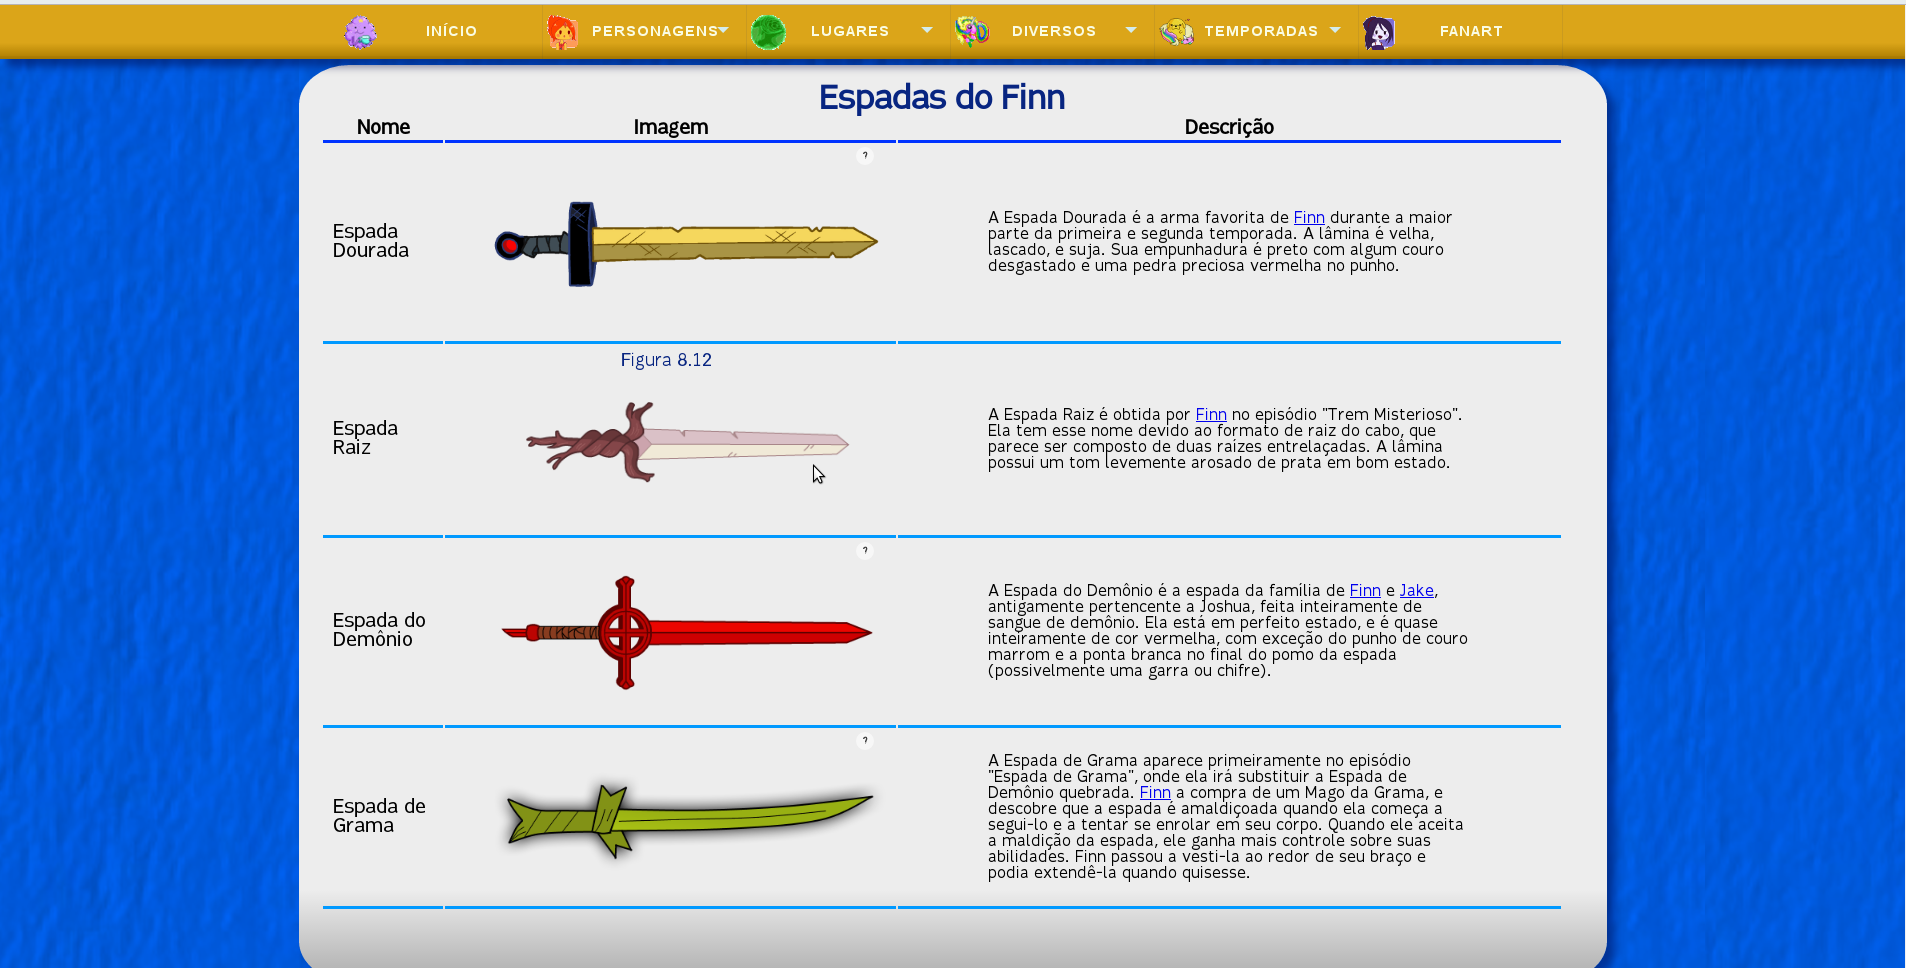 INÍCIO PERSONAGENS LUGARES DIVERSOS TEMPORADAS FANART
Espadas do Finn
Nome Imagem Descrição
?
Espada
Dourada
A Espada Dourada é a arma favorita de Finn durante a maior
parte da primeira e segunda temporada. A lâmina é velha,
lascado, e suja. Sua empunhadura é preto com algum couro
desgastado e uma pedra preciosa vermelha no punho.
Figura 8.12
Espada
Raiz
A Espada Raiz é obtida por Finn no episódio "Trem Misterioso".
Ela tem esse nome devido ao formato de raiz do cabo, que
parece ser composto de duas raízes entrelaçadas. A lâmina
possui um tom levemente arosado de prata em bom estado.
?
Espada do
Demônio
A Espada do Demônio é a espada da família de Finn e Jake,
antigamente pertencente a Joshua, feita inteiramente de
sangue de demônio. Ela está em perfeito estado, e é quase
inteiramente de cor vermelha, com exceção do punho de couro
marrom e a ponta branca no final do pomo da espada
(possivelmente uma garra ou chifre).
?
Espada de
Grama
A Espada de Grama aparece primeiramente no episódio
"Espada de Grama", onde ela irá substituir a Espada de
Demônio quebrada. Finn a compra de um Mago da Grama, e
descobre que a espada é amaldiçoada quando ela começa a
segui-lo e a tentar se enrolar em seu corpo. Quando ele aceita
a maldição da espada, ele ganha mais controle sobre suas
abilidades. Finn passou a vesti-la ao redor de seu braço e
podia extendê-la quando quisesse.